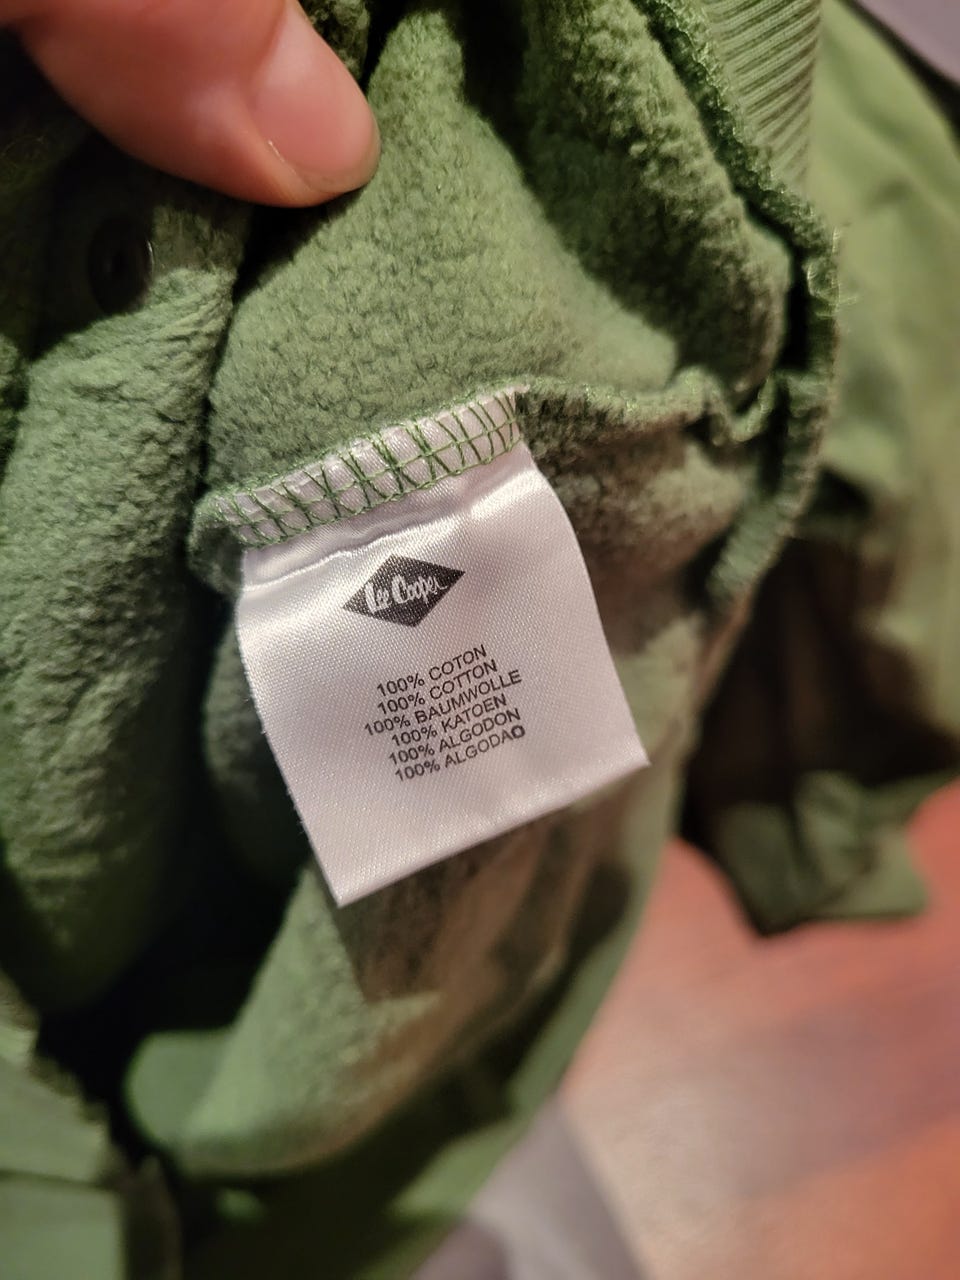 Lee Cooper
100% COTON
100% COTTON
100% BAUMWOLLE
100% KATOEN
100% ALGODON
100% ALGODAO